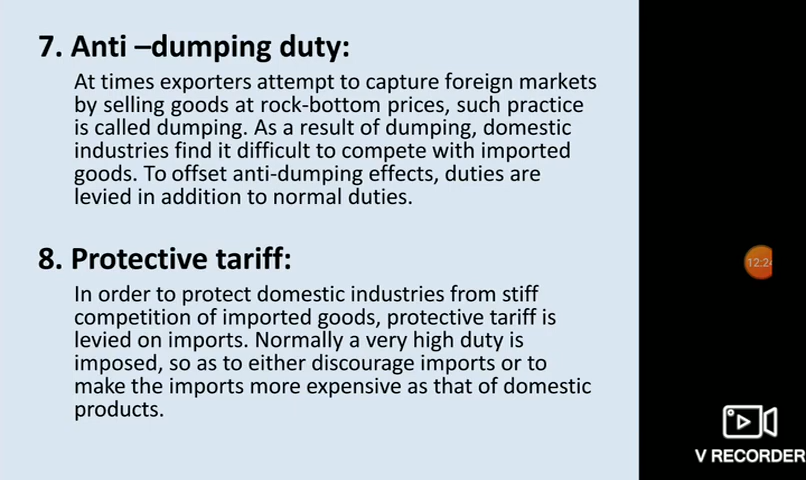 7. Anti –dumping duty:
At times exporters attempt to capture foreign markets
by selling goods at rock-bottom prices, such practice
is called dumping. As a result of dumping, domestic
industries find it difficult to compete with imported
goods. To offset anti-dumping effects, duties are
levied in addition to normal duties.
8. Protective tariff:
In order to protect domestic industries from stiff
competition of imported goods, protective tariff is
levied on imports. Normally a very high duty is
imposed, so as to either discourage imports or to
make the imports more expensive as that of domestic
products.
12:24
V RECORDER